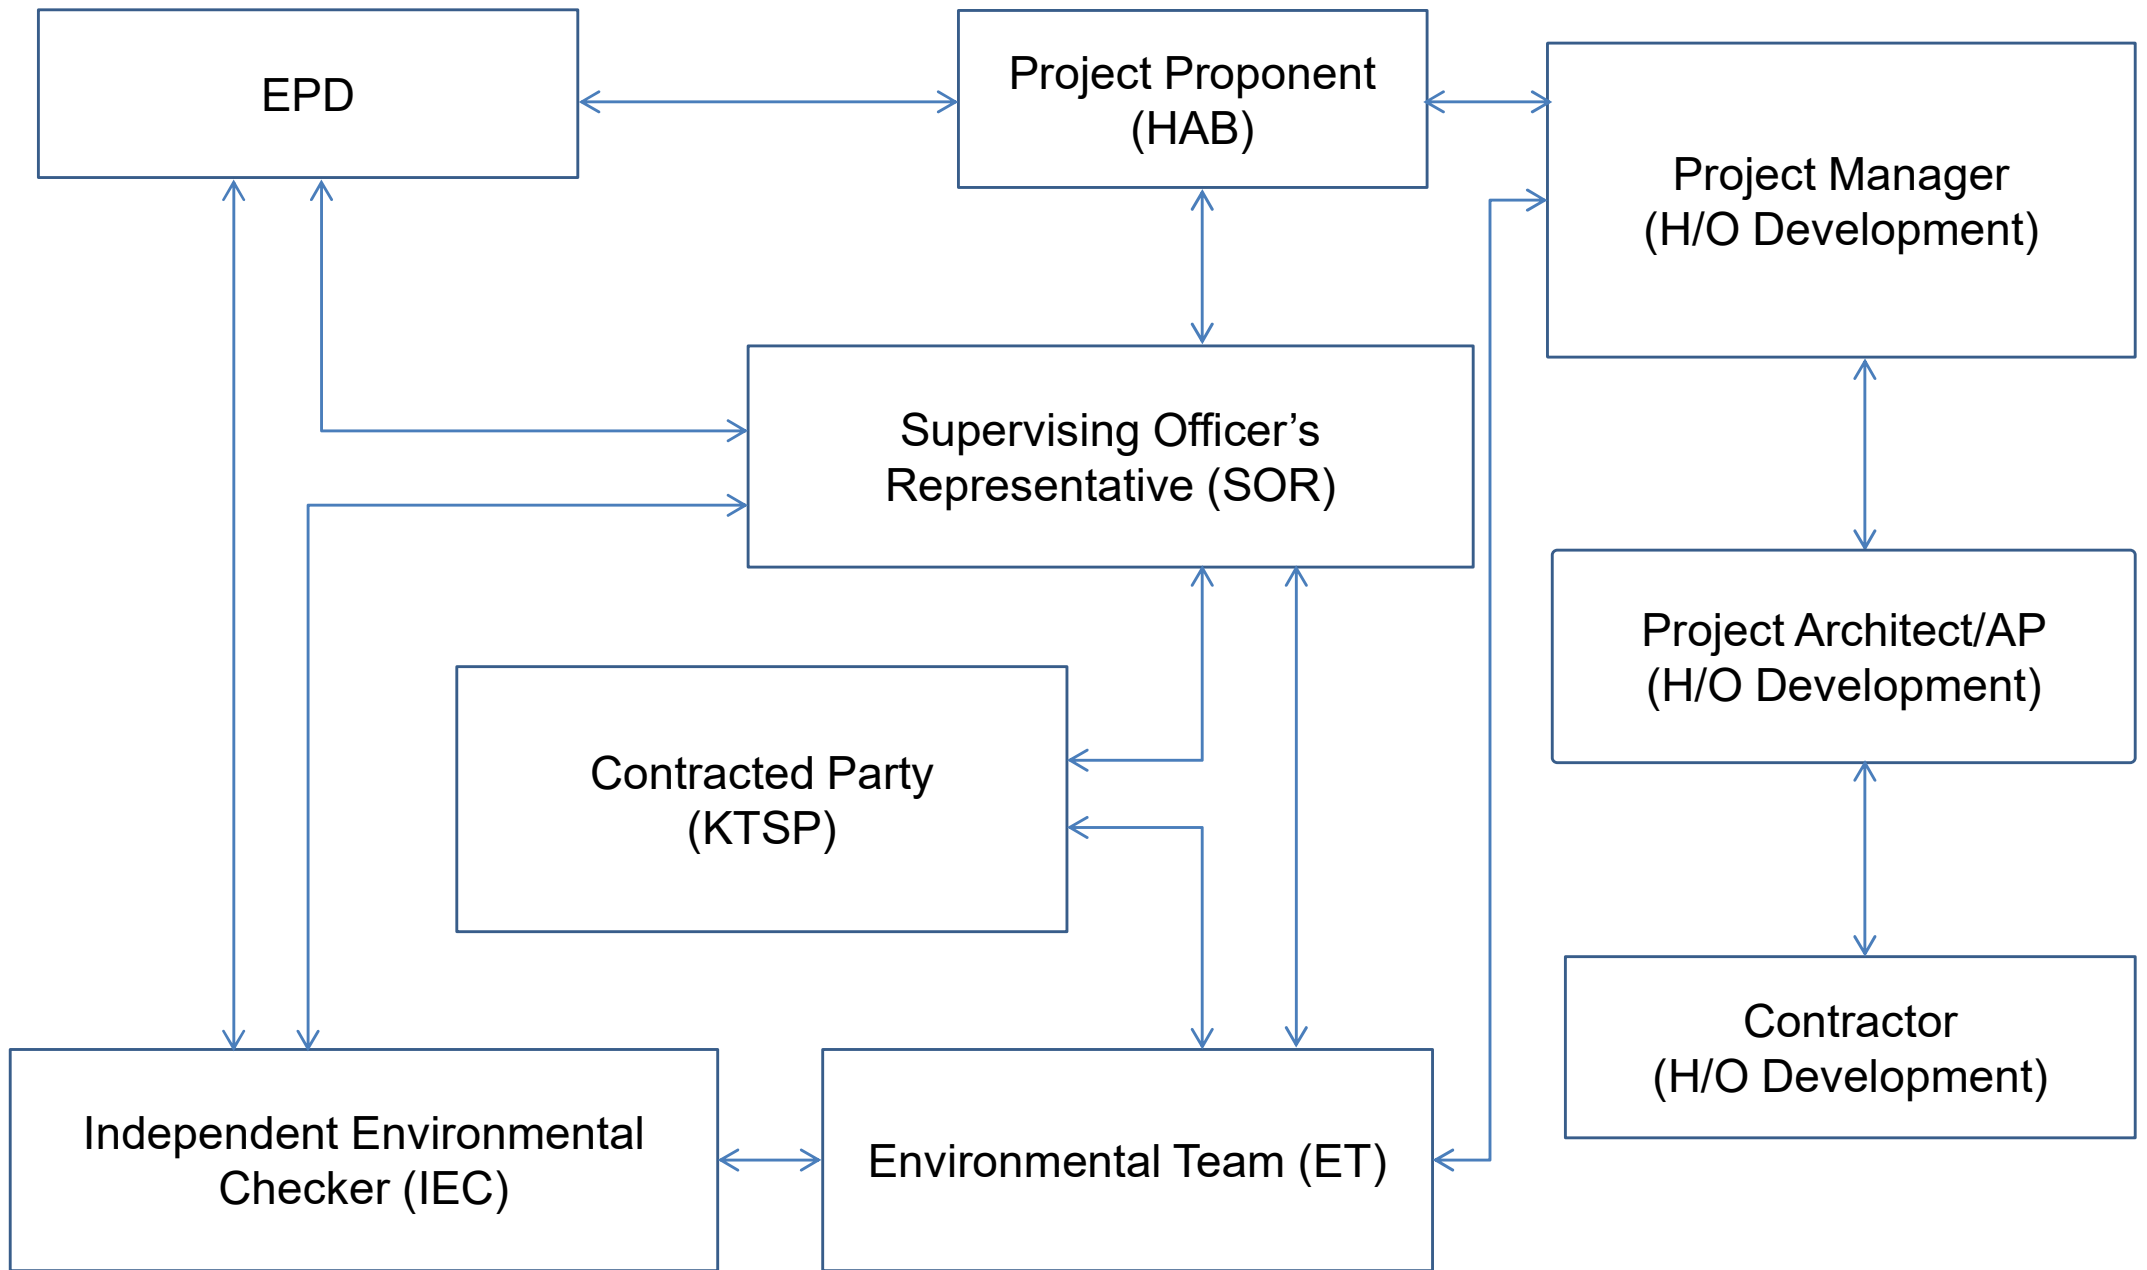 EPD
Project Proponent
(HAB)
Project Manager
(H/O Development)
Supervising Officer’s
Representative (SOR)
Project Architect/AP
(H/O Development)
Contracted Party
(KTSP)
Contractor
(H/O Development)
Independent Environmental
Checker (IEC)
Environmental Team (ET)